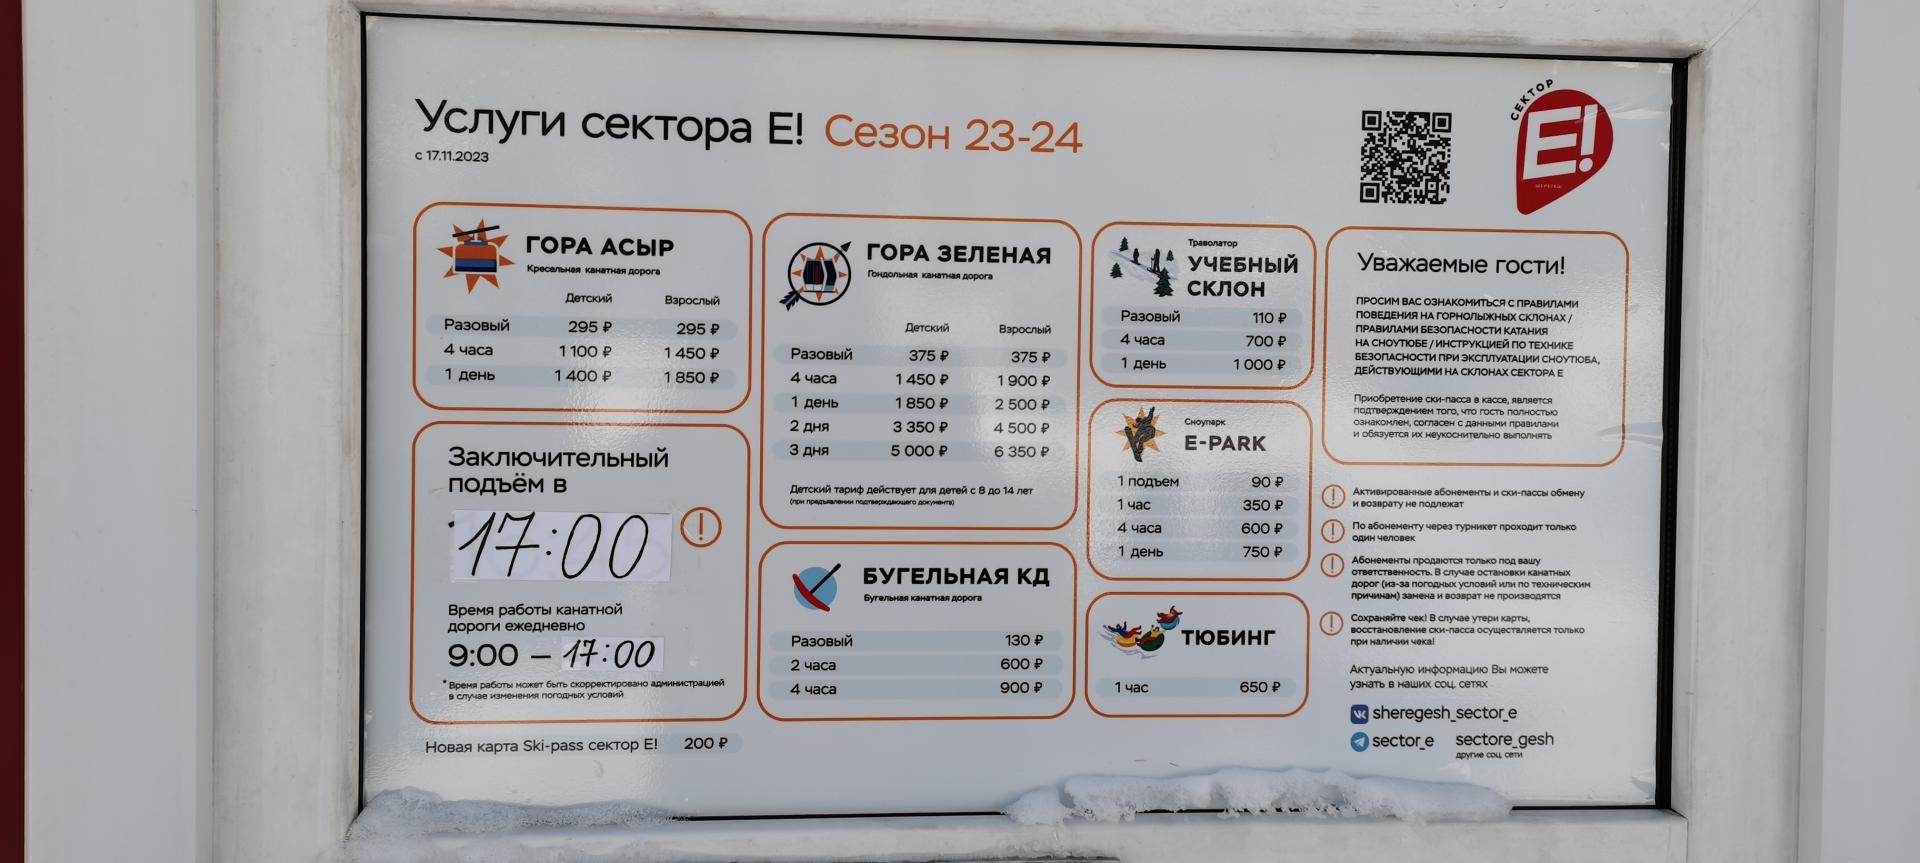 Услуги сектора Е! Сезон 23-24
с 17.11.2023
СЕКТОР
Е!
ШЕРЕГЕШ
ГОРА АСЫР
Кресельная канатная дорога
Детский Взрослый
Разовый 295 ₽ 295 ₽
4 часа 1 100 ₽ 1 450 ₽
1 день 1 400 ₽ 1 850 ₽
Заключительный
подъём в
17:00
Время работы канатной
дороги ежедневно
9:00 – 17:00
* Время работы может быть скорректировано администрацией
в случае изменения погодных условий
Новая карта Ski-pass сектор Е! 200 ₽
ГОРА ЗЕЛЕНАЯ
Гондольная канатная дорога
Детский Взрослый
Разовый 375 ₽ 375 ₽
4 часа 1 450 ₽ 1 900 ₽
1 день 1 850 ₽ 2 500 ₽
2 дня 3 350 ₽ 4 500 ₽
3 дня 5 000 ₽ 6 350 ₽
Детский тариф действует для детей с 8 до 14 лет
(при предъявлении подтверждающего документа)
БУГЕЛЬНАЯ КД
Бугельная канатная дорога
Разовый 130 ₽
2 часа 600 ₽
4 часа 900 ₽
Траволатор
УЧЕБНЫЙ
СКЛОН
Разовый 110 ₽
4 часа 700 ₽
1 день 1 000 ₽
Сноупарк
E-PARK
1 подъем 90 ₽
1 час 350 ₽
4 часа 600 ₽
1 день 750 ₽
ТЮБИНГ
1 час 650 ₽
Уважаемые гости!
ПРОСИМ ВАС ОЗНАКОМИТЬСЯ С ПРАВИЛАМИ
ПОВЕДЕНИЯ НА ГОРНОЛЫЖНЫХ СКЛОНАХ /
ПРАВИЛАМИ БЕЗОПАСНОСТИ КАТАНИЯ
НА СНОУТЮБЕ / ИНСТРУКЦИЕЙ ПО ТЕХНИКЕ
БЕЗОПАСНОСТИ ПРИ ЭКСПЛУАТАЦИИ СНОУТЮБА,
ДЕЙСТВУЮЩИМИ НА СКЛОНАХ СЕКТОРА Е
Приобретение ски-пасса в кассе, является
подтверждением того, что гость полностью
ознакомлен, согласен с данными правилами
и обязуется их неукоснительно выполнять
Активированные абонементы и ски-пассы обмену
и возврату не подлежат
По абонементу через турникет проходит только
один человек
Абонементы продаются только под вашу
ответственность. В случае остановки канатных
дорог (из-за погодных условий или по техническим
причинам) замена и возврат не производятся
Сохраняйте чек! В случае утери карты,
восстановление ски-пасса осуществляется только
при наличии чека!
Актуальную информацию Вы можете
узнать в наших соц. сетях
sheregesh_sector_e
sector_e sectore_gesh
другие соц. сети